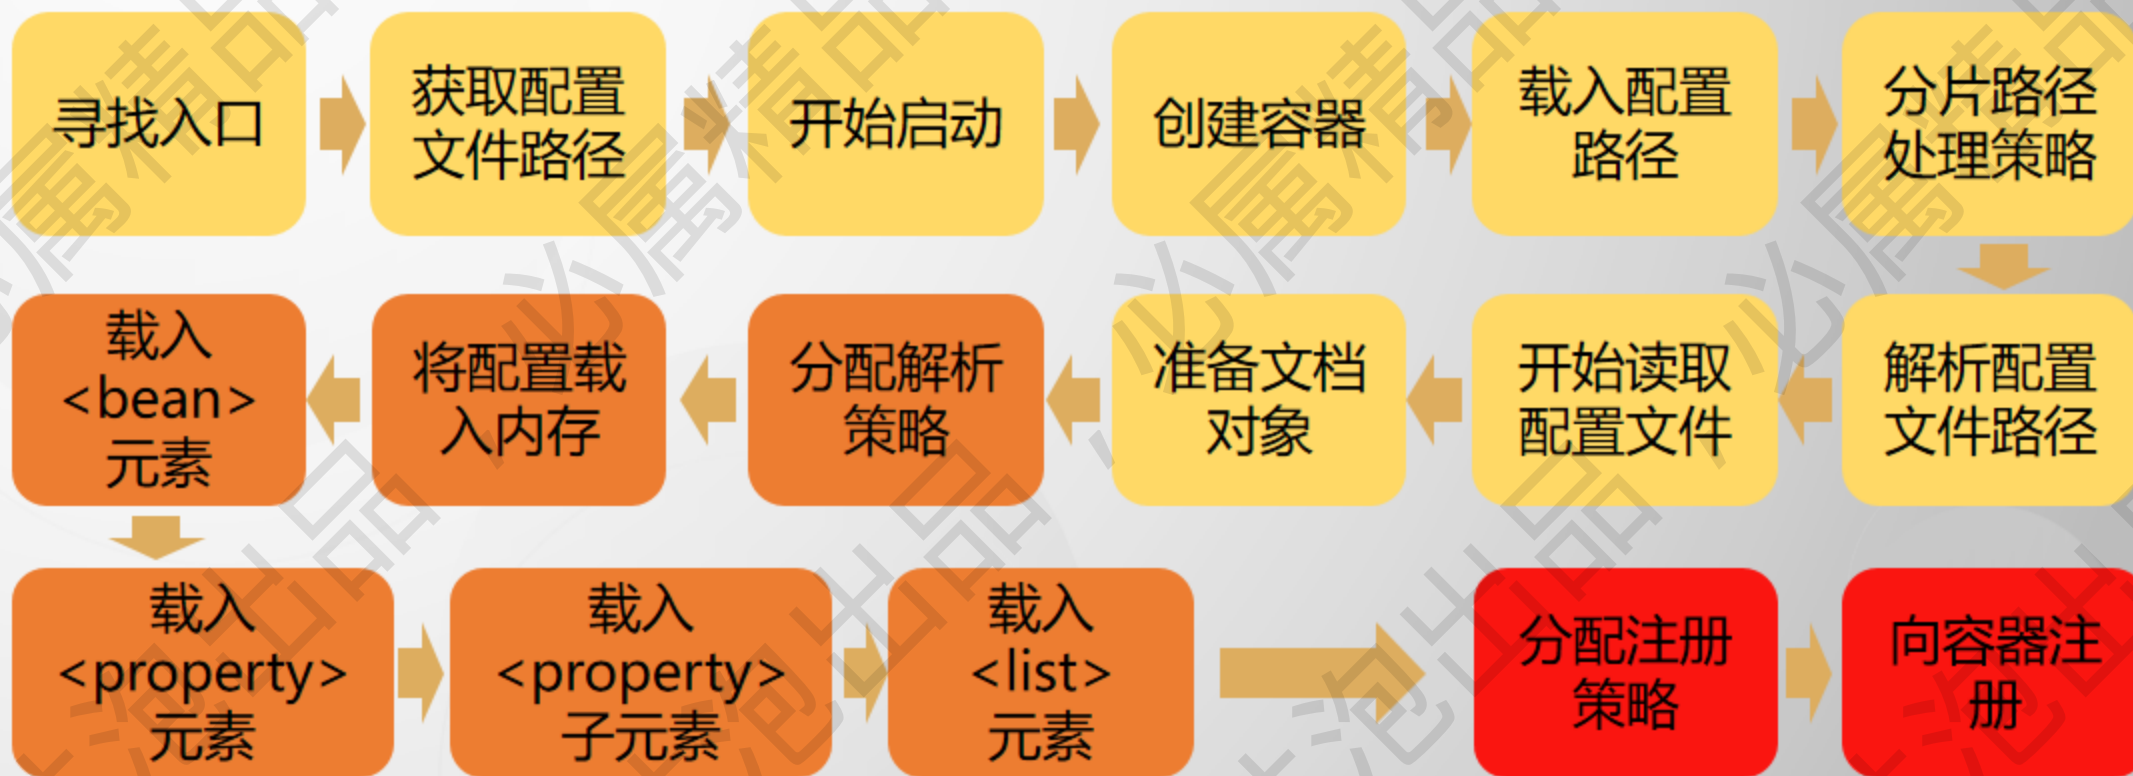 寻找入口
获取配置
文件路径
开始启动
创建容器
载入配置
路径
分片路径
处理策略
解析配置
文件路径
开始读取
配置文件
准备文档
对象
分配解析
策略
将配置载
入内存
载入
<bean>
元素
载入
<property>
元素
载入
<property>
子元素
载入
<list>
元素
分配注册
策略
向容器注
册